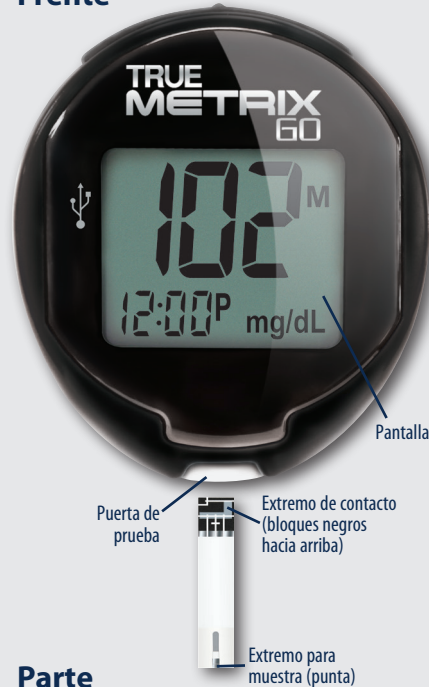 Frente
TRUE
METRIX
GO
102 M
12:00P mg/dL
Pantalla
Puerta de
prueba
Extremo de contacto
(bloques negros
hacia arriba)
Extremo para
muestra (punta)
Parte